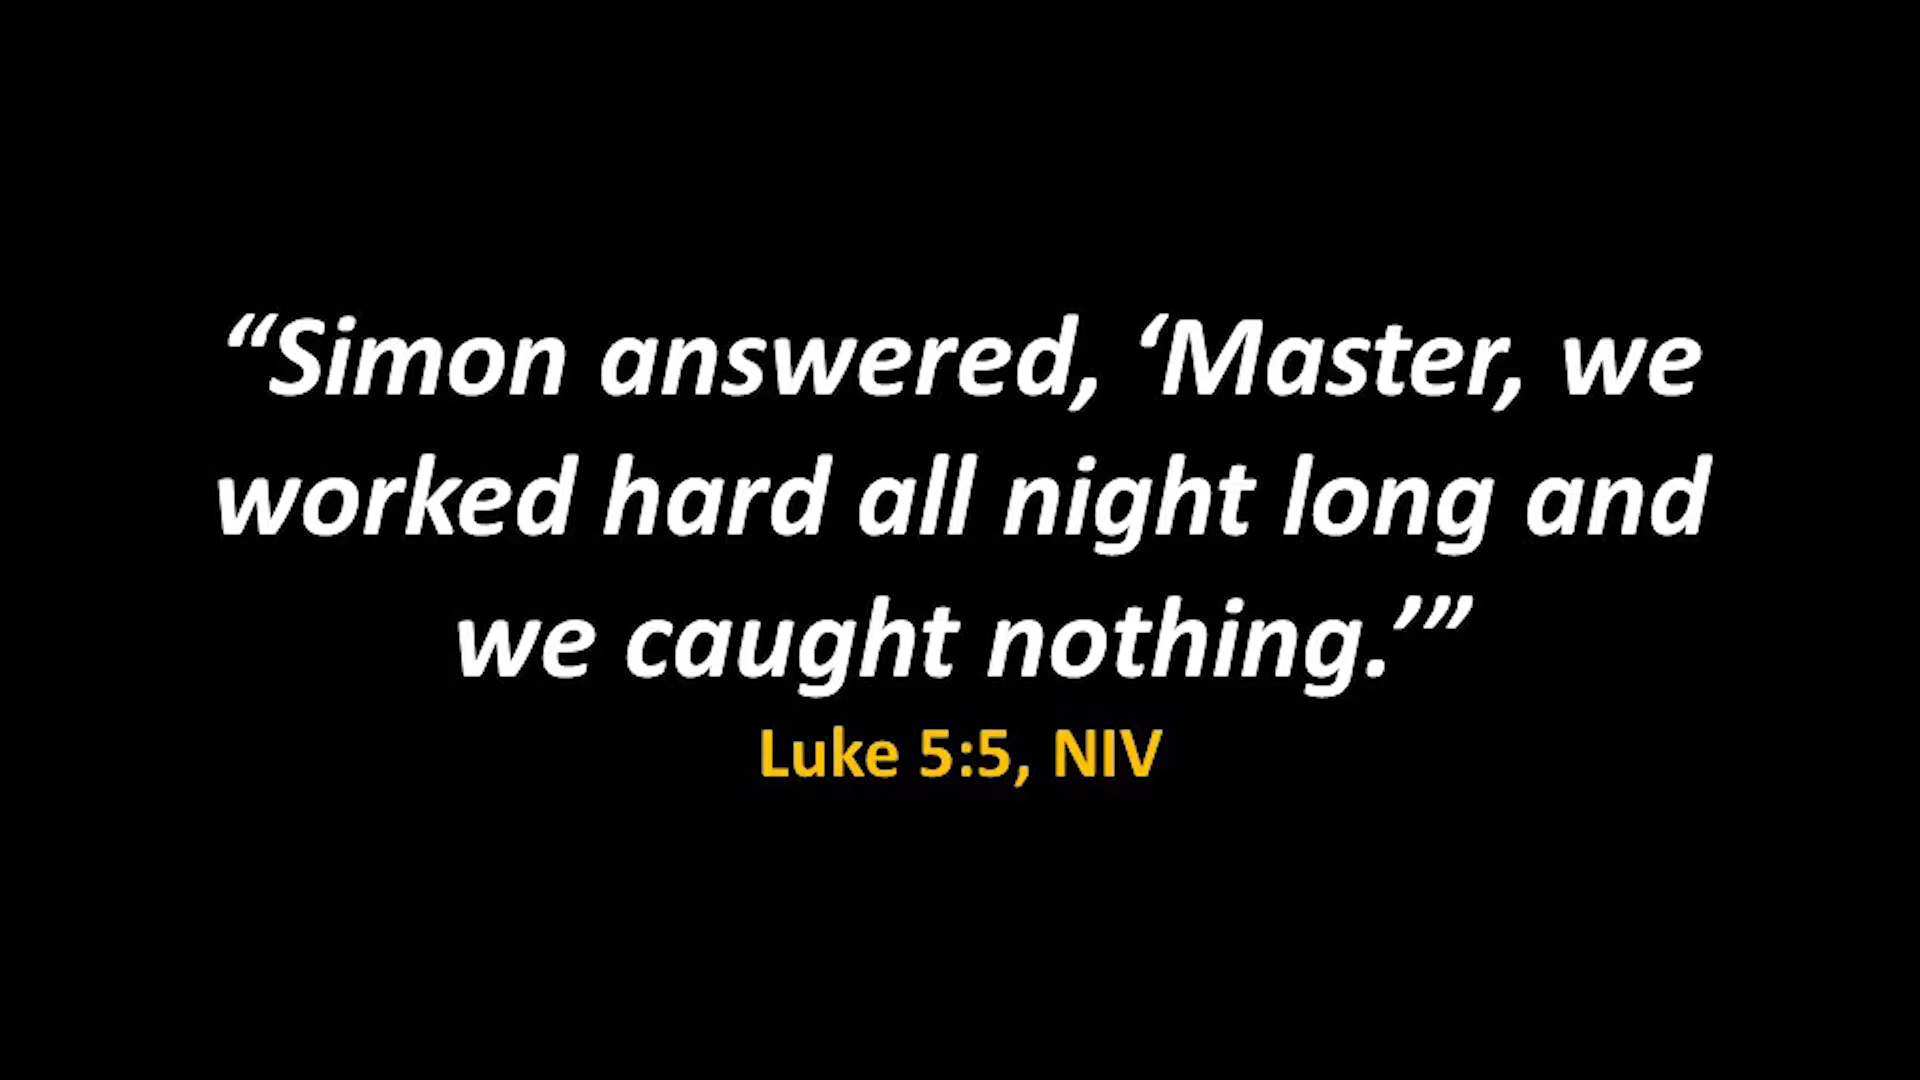 “Simon answered, ‘Master, we
worked hard all night long and
we caught nothing.’”
Luke 5:5, NIV